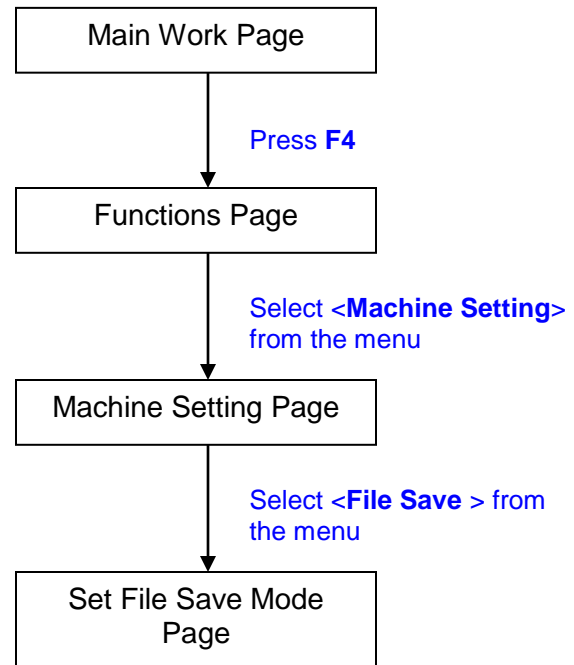 Main Work Page
Press F4
Functions Page
Select <Machine Setting>
from the menu
Machine Setting Page
Select <File Save > from
the menu
Set File Save Mode
Page